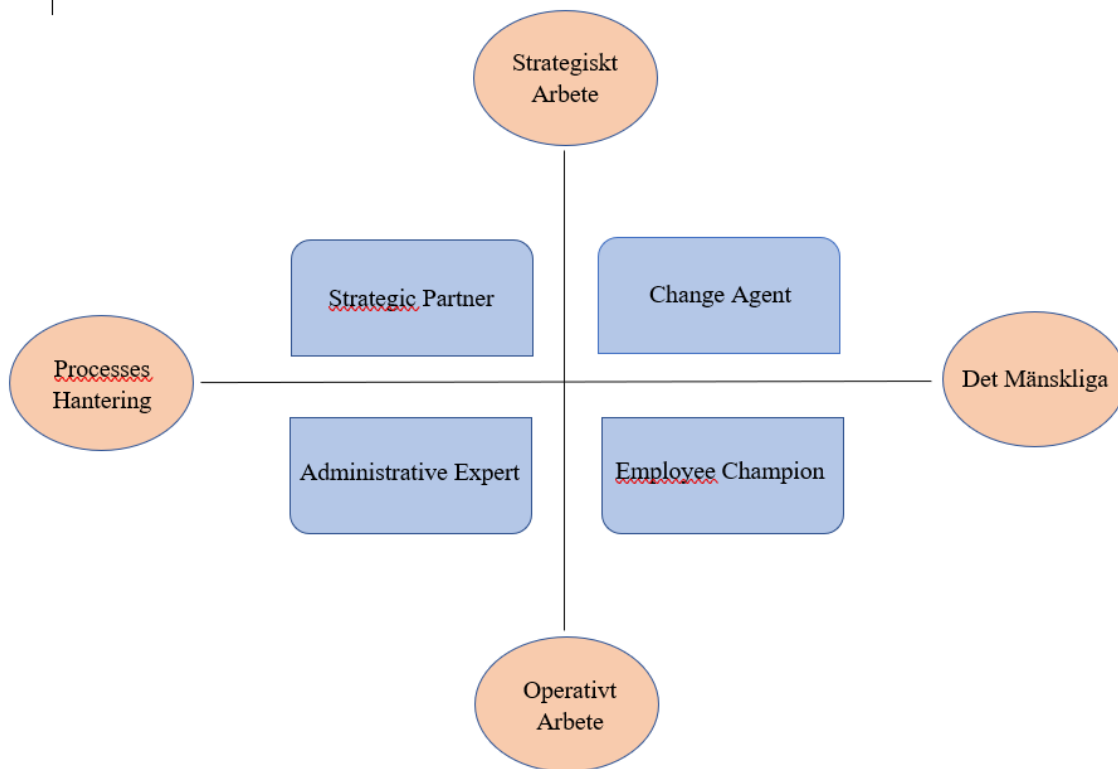 Strategiskt
Arbete
Strategic Partner
Change Agent
Processes
Hantering
Det Mänskliga
Administrative Expert
Employee Champion
Operativt
Arbete